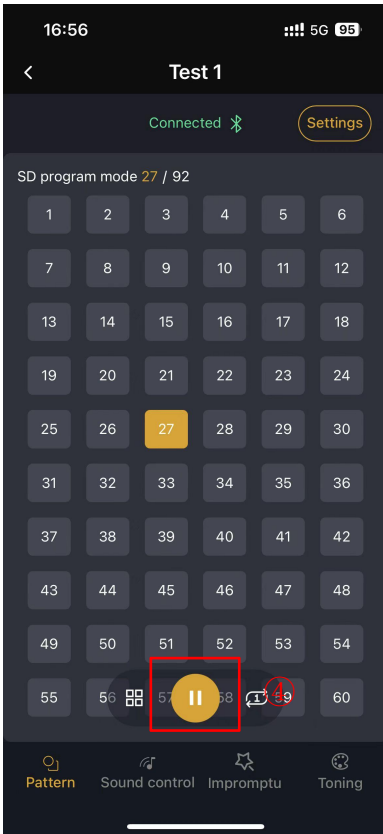 16:56 5G 95
Test 1
Connected Settings
SD program mode 27 / 92
1 2 3 4 5 6
7 8 9 10 11 12
13 14 15 16 17 18
19 20 21 22 23 24
25 26 27 28 29 30
31 32 33 34 35 36
37 38 39 40 41 42
43 44 45 46 47 48
49 50 51 52 53 54
55 56 57 58 1 ④ 59 60
Pattern Sound control Impromptu Toning